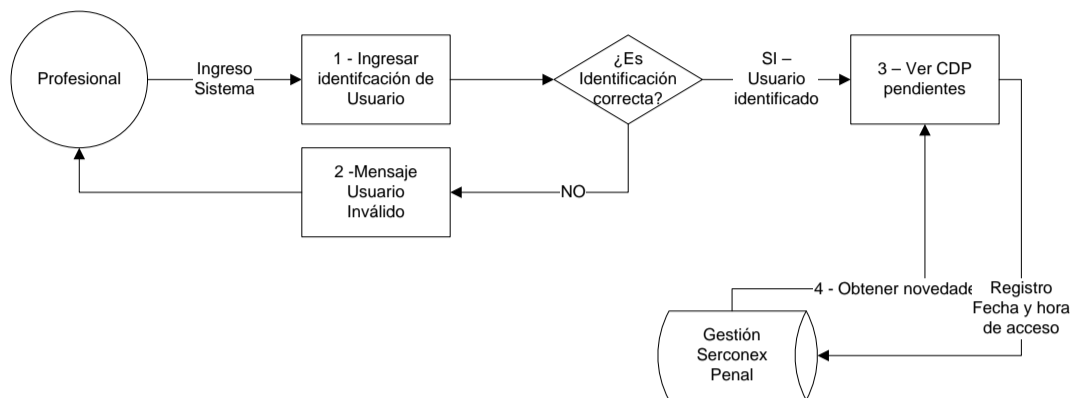 Profesional
Ingreso
Sistema
1 - Ingresar
identifcación de
Usuario
¿Es
Identificación
correcta?
SI –
Usuario
identificado
3 – Ver CDP
pendientes
2 -Mensaje
Usuario
Inválido
NO
4 - Obtener novedade
Registro
Fecha y hora
de acceso
Gestión
Serconex
Penal